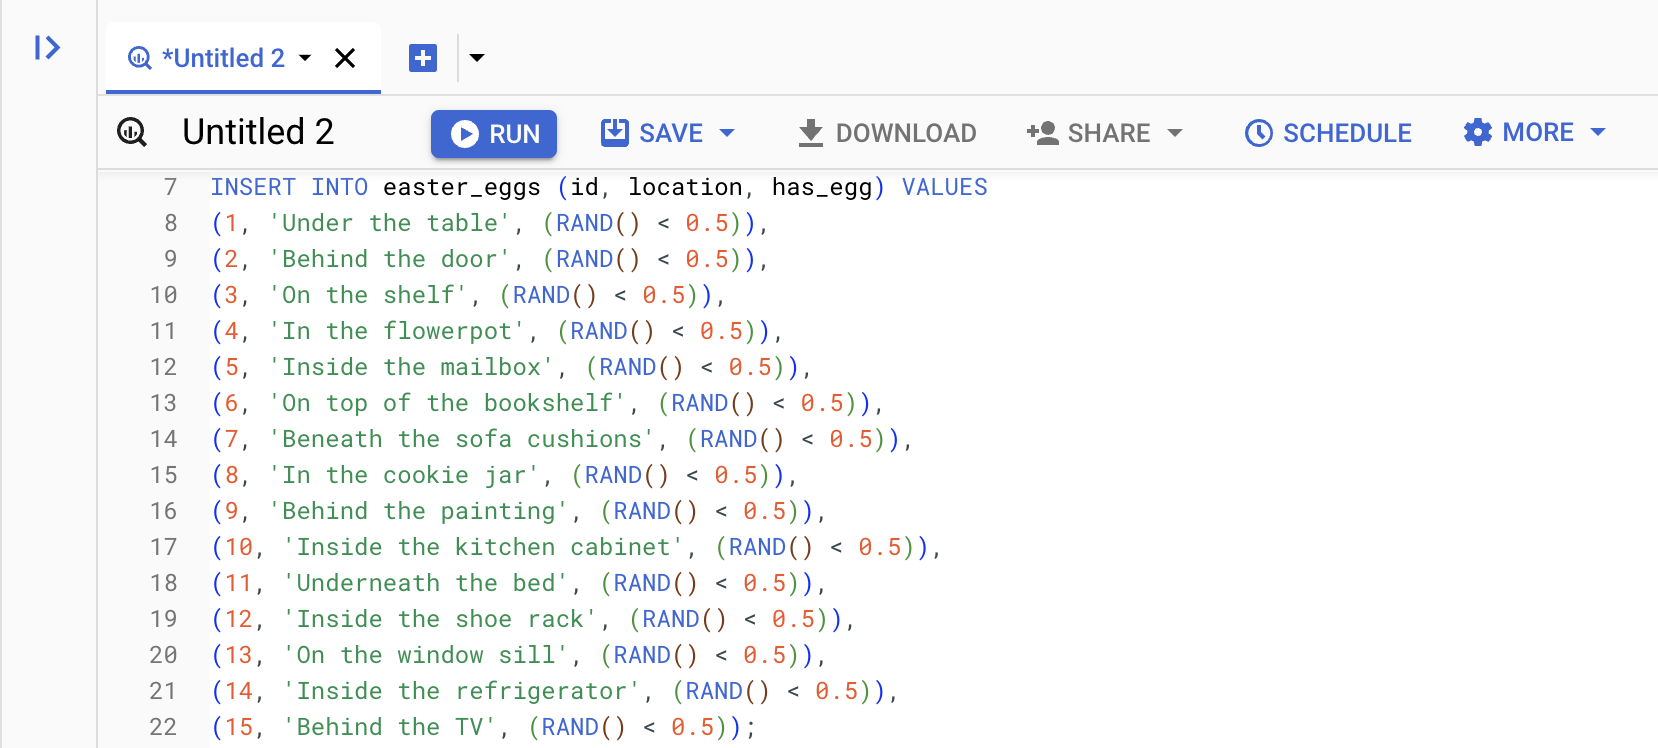 *Untitled 2
Untitled 2 RUN SAVE DOWNLOAD SHARE SCHEDULE MORE
7 INSERT INTO easter_eggs (id, location, has_egg) VALUES
8 (1, 'Under the table', (RAND() < 0.5)),
9 (2, 'Behind the door', (RAND() < 0.5)),
10 (3, 'On the shelf', (RAND() < 0.5)),
11 (4, 'In the flowerpot', (RAND() < 0.5)),
12 (5, 'Inside the mailbox', (RAND() < 0.5)),
13 (6, 'On top of the bookshelf', (RAND() < 0.5)),
14 (7, 'Beneath the sofa cushions', (RAND() < 0.5)),
15 (8, 'In the cookie jar', (RAND() < 0.5)),
16 (9, 'Behind the painting', (RAND() < 0.5)),
17 (10, 'Inside the kitchen cabinet', (RAND() < 0.5)),
18 (11, 'Underneath the bed', (RAND() < 0.5)),
19 (12, 'Inside the shoe rack', (RAND() < 0.5)),
20 (13, 'On the window sill', (RAND() < 0.5)),
21 (14, 'Inside the refrigerator', (RAND() < 0.5)),
22 (15, 'Behind the TV', (RAND() < 0.5));